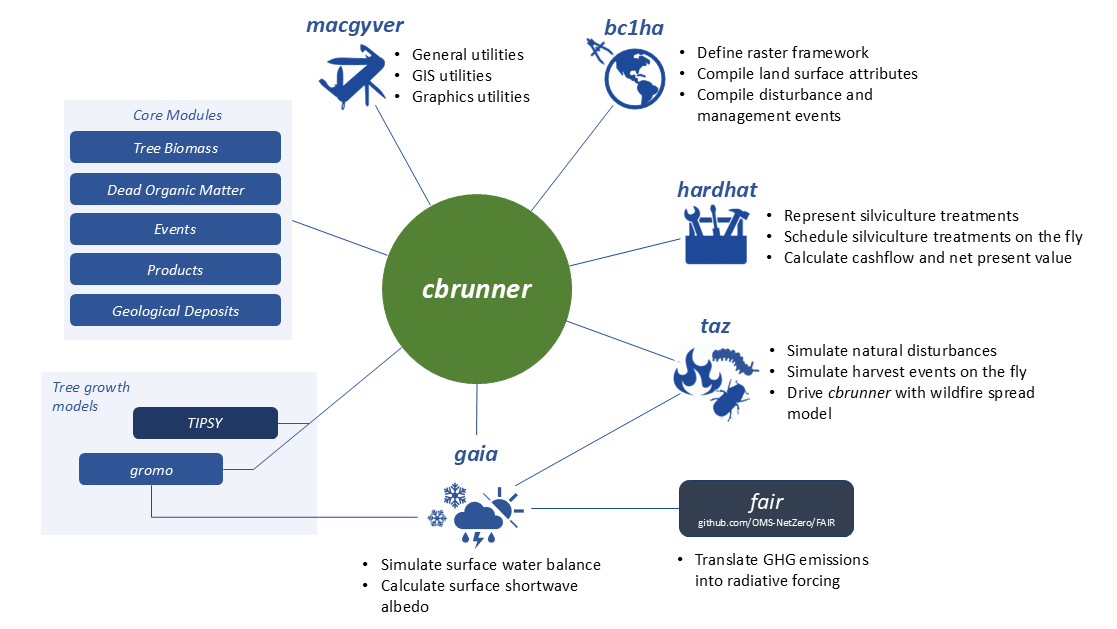 macgyver
• General utilities
• GIS utilities
• Graphics utilities
bc1ha
• Define raster framework
• Compile land surface attributes
• Compile disturbance and
management events
Core Modules
Tree Biomass
Dead Organic Matter
Events
Products
Geological Deposits
cbrunner
hardhat
• Represent silviculture treatments
• Schedule silviculture treatments on the fly
• Calculate cashflow and net present value
taz
• Simulate natural disturbances
• Simulate harvest events on the fly
• Drive cbrunner with wildfire spread
model
Tree growth
models
TIPSY
gromo
gaia
• Simulate surface water balance
• Calculate surface shortwave
albedo
fair
github.com/OMS-NetZero/FAIR
• Translate GHG emissions
into radiative forcing